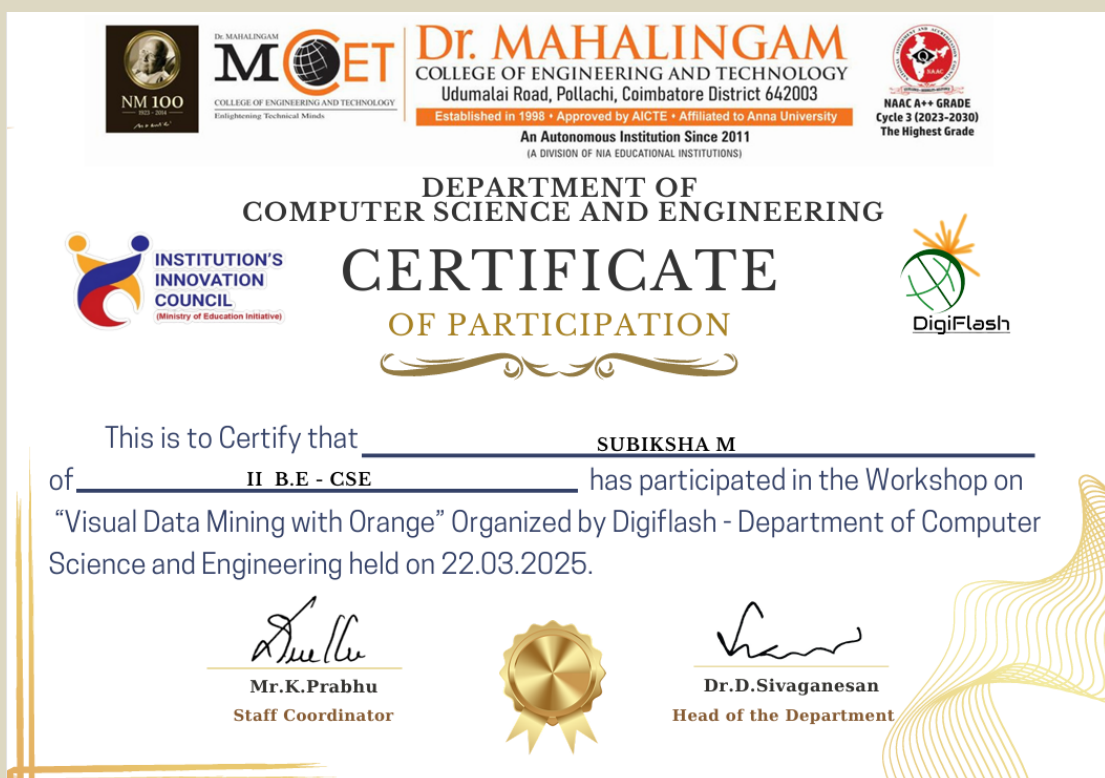 NM 100
1923 - 2014
Dr. MAHALINGAM
MCET
COLLEGE OF ENGINEERING AND TECHNOLOGY
Enlightening Technical Minds
Dr. MAHALINGAM
COLLEGE OF ENGINEERING AND TECHNOLOGY
Udumalai Road, Pollachi, Coimbatore District 642003
Established in 1998 • Approved by AICTE • Affiliated to Anna University
An Autonomous Institution Since 2011
(A DIVISION OF NIA EDUCATIONAL INSTITUTIONS)
NAAC
NAAC A++ GRADE
Cycle 3 (2023-2030)
The Highest Grade
DEPARTMENT OF
COMPUTER SCIENCE AND ENGINEERING
INSTITUTION'S
INNOVATION
COUNCIL
(Ministry of Education Initiative)
CERTIFICATE
OF PARTICIPATION
DigiFlash
This is to Certify that SUBIKSHA M
of II B.E - CSE has participated in the Workshop on
“Visual Data Mining with Orange” Organized by Digiflash - Department of Computer
Science and Engineering held on 22.03.2025.
Mr.K.Prabhu
Staff Coordinator
Dr.D.Sivaganesan
Head of the Department